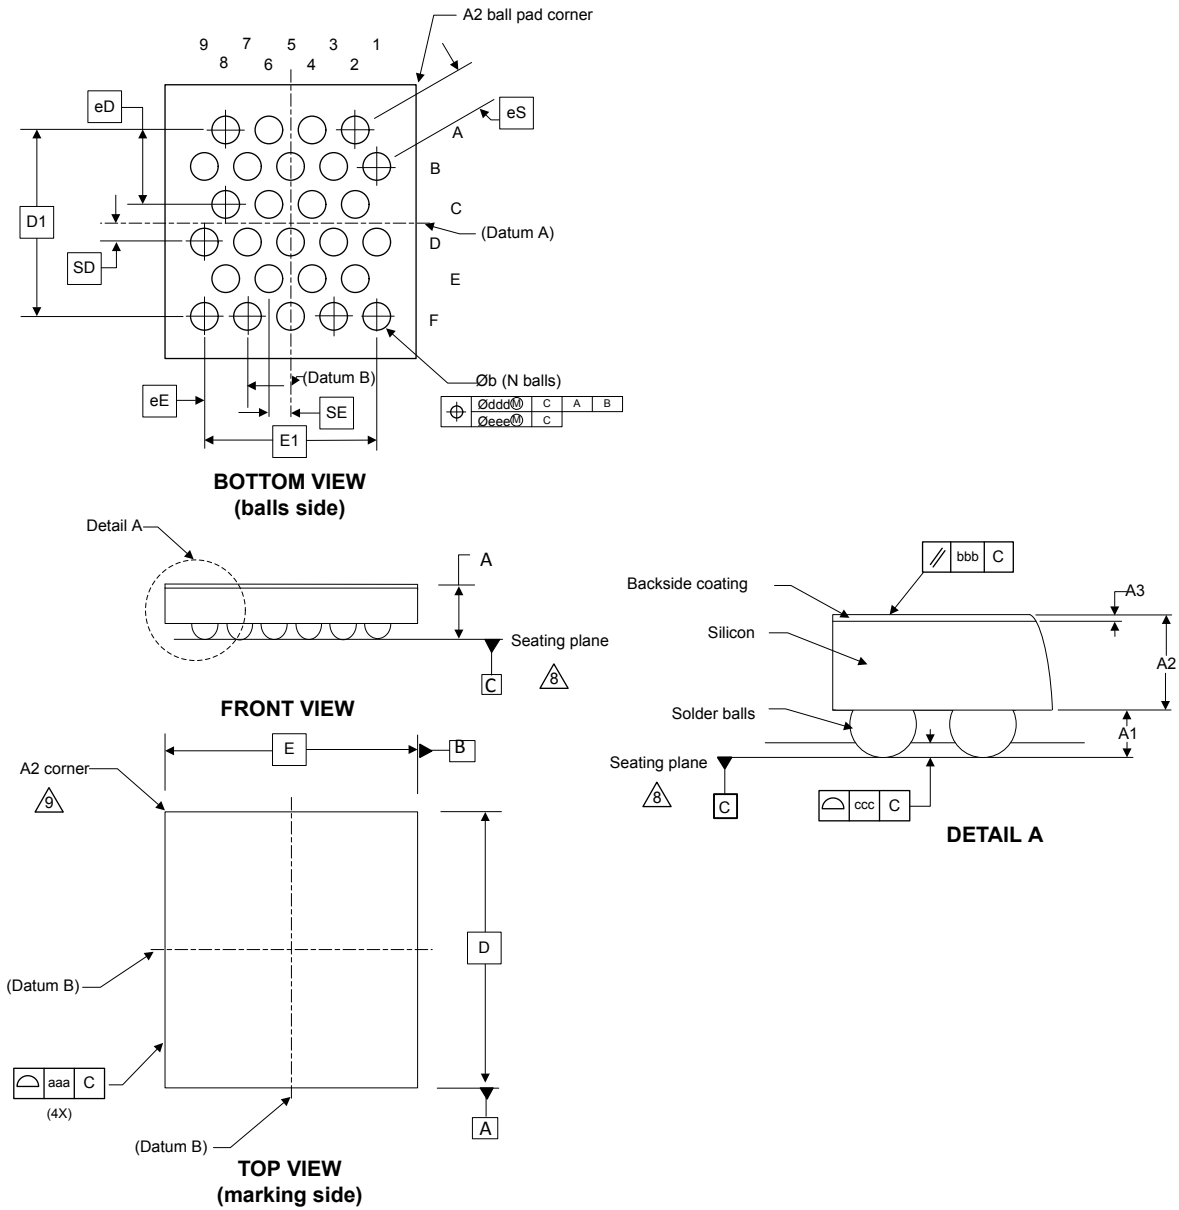 A2 ball pad corner
9 7 5 3 1
8 6 4 2
eD
eS
A
B
C
D1
(Datum A)
D
SD
E
F
(Datum B)
Øb (N balls)
eE
SE
Øddd Ⓜ C A B
Øeee Ⓜ C
E1
BOTTOM VIEW
(balls side)
Detail A
A
Seating plane
8
C
FRONT VIEW
bbb C
Backside coating
A3
Silicon
A2
Solder balls
A1
Seating plane
8
C
ccc C
DETAIL A
E
B
A2 corner
9
D
(Datum B)
aaa C
(4X)
A
(Datum B)
TOP VIEW
(marking side)